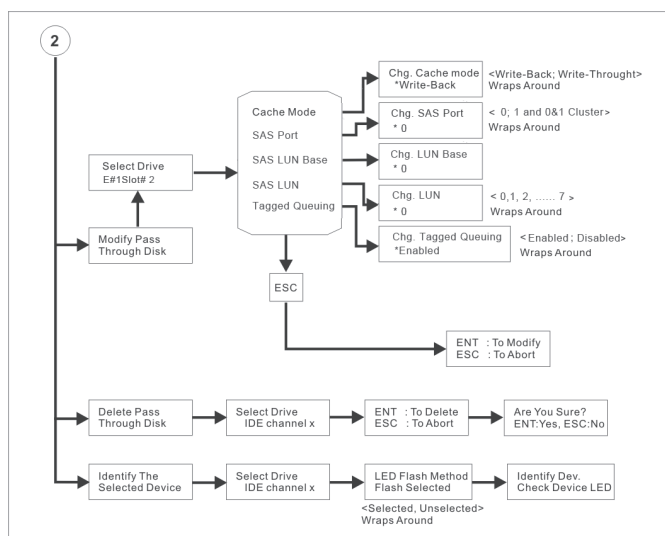 2
Chg. Cache mode
*Write-Back
<Write-Back; Write-Throught>
Wraps Around
Cache Mode
SAS Port
SAS LUN Base
SAS LUN
Tagged Queuing
Chg. SAS Port
* 0
< 0; 1 and 0&1 Cluster>
Wraps Around
Chg. LUN Base
* 0
Chg. LUN
* 0
< 0,1, 2, ...... 7 >
Wraps Around
Chg. Tagged Queuing
*Enabled
<Enabled; Disabled>
Wraps Around
Select Drive
E#1Slot# 2
Modify Pass
Through Disk
ESC
ENT : To Modify
ESC : To Abort
Delete Pass
Through Disk
Select Drive
IDE channel x
ENT : To Delete
ESC : To Abort
Are You Sure?
ENT:Yes, ESC:No
Identify The
Selected Device
Select Drive
IDE channel x
LED Flash Method
Flash Selected
<Selected, Unselected>
Wraps Around
Identify Dev.
Check Device LED